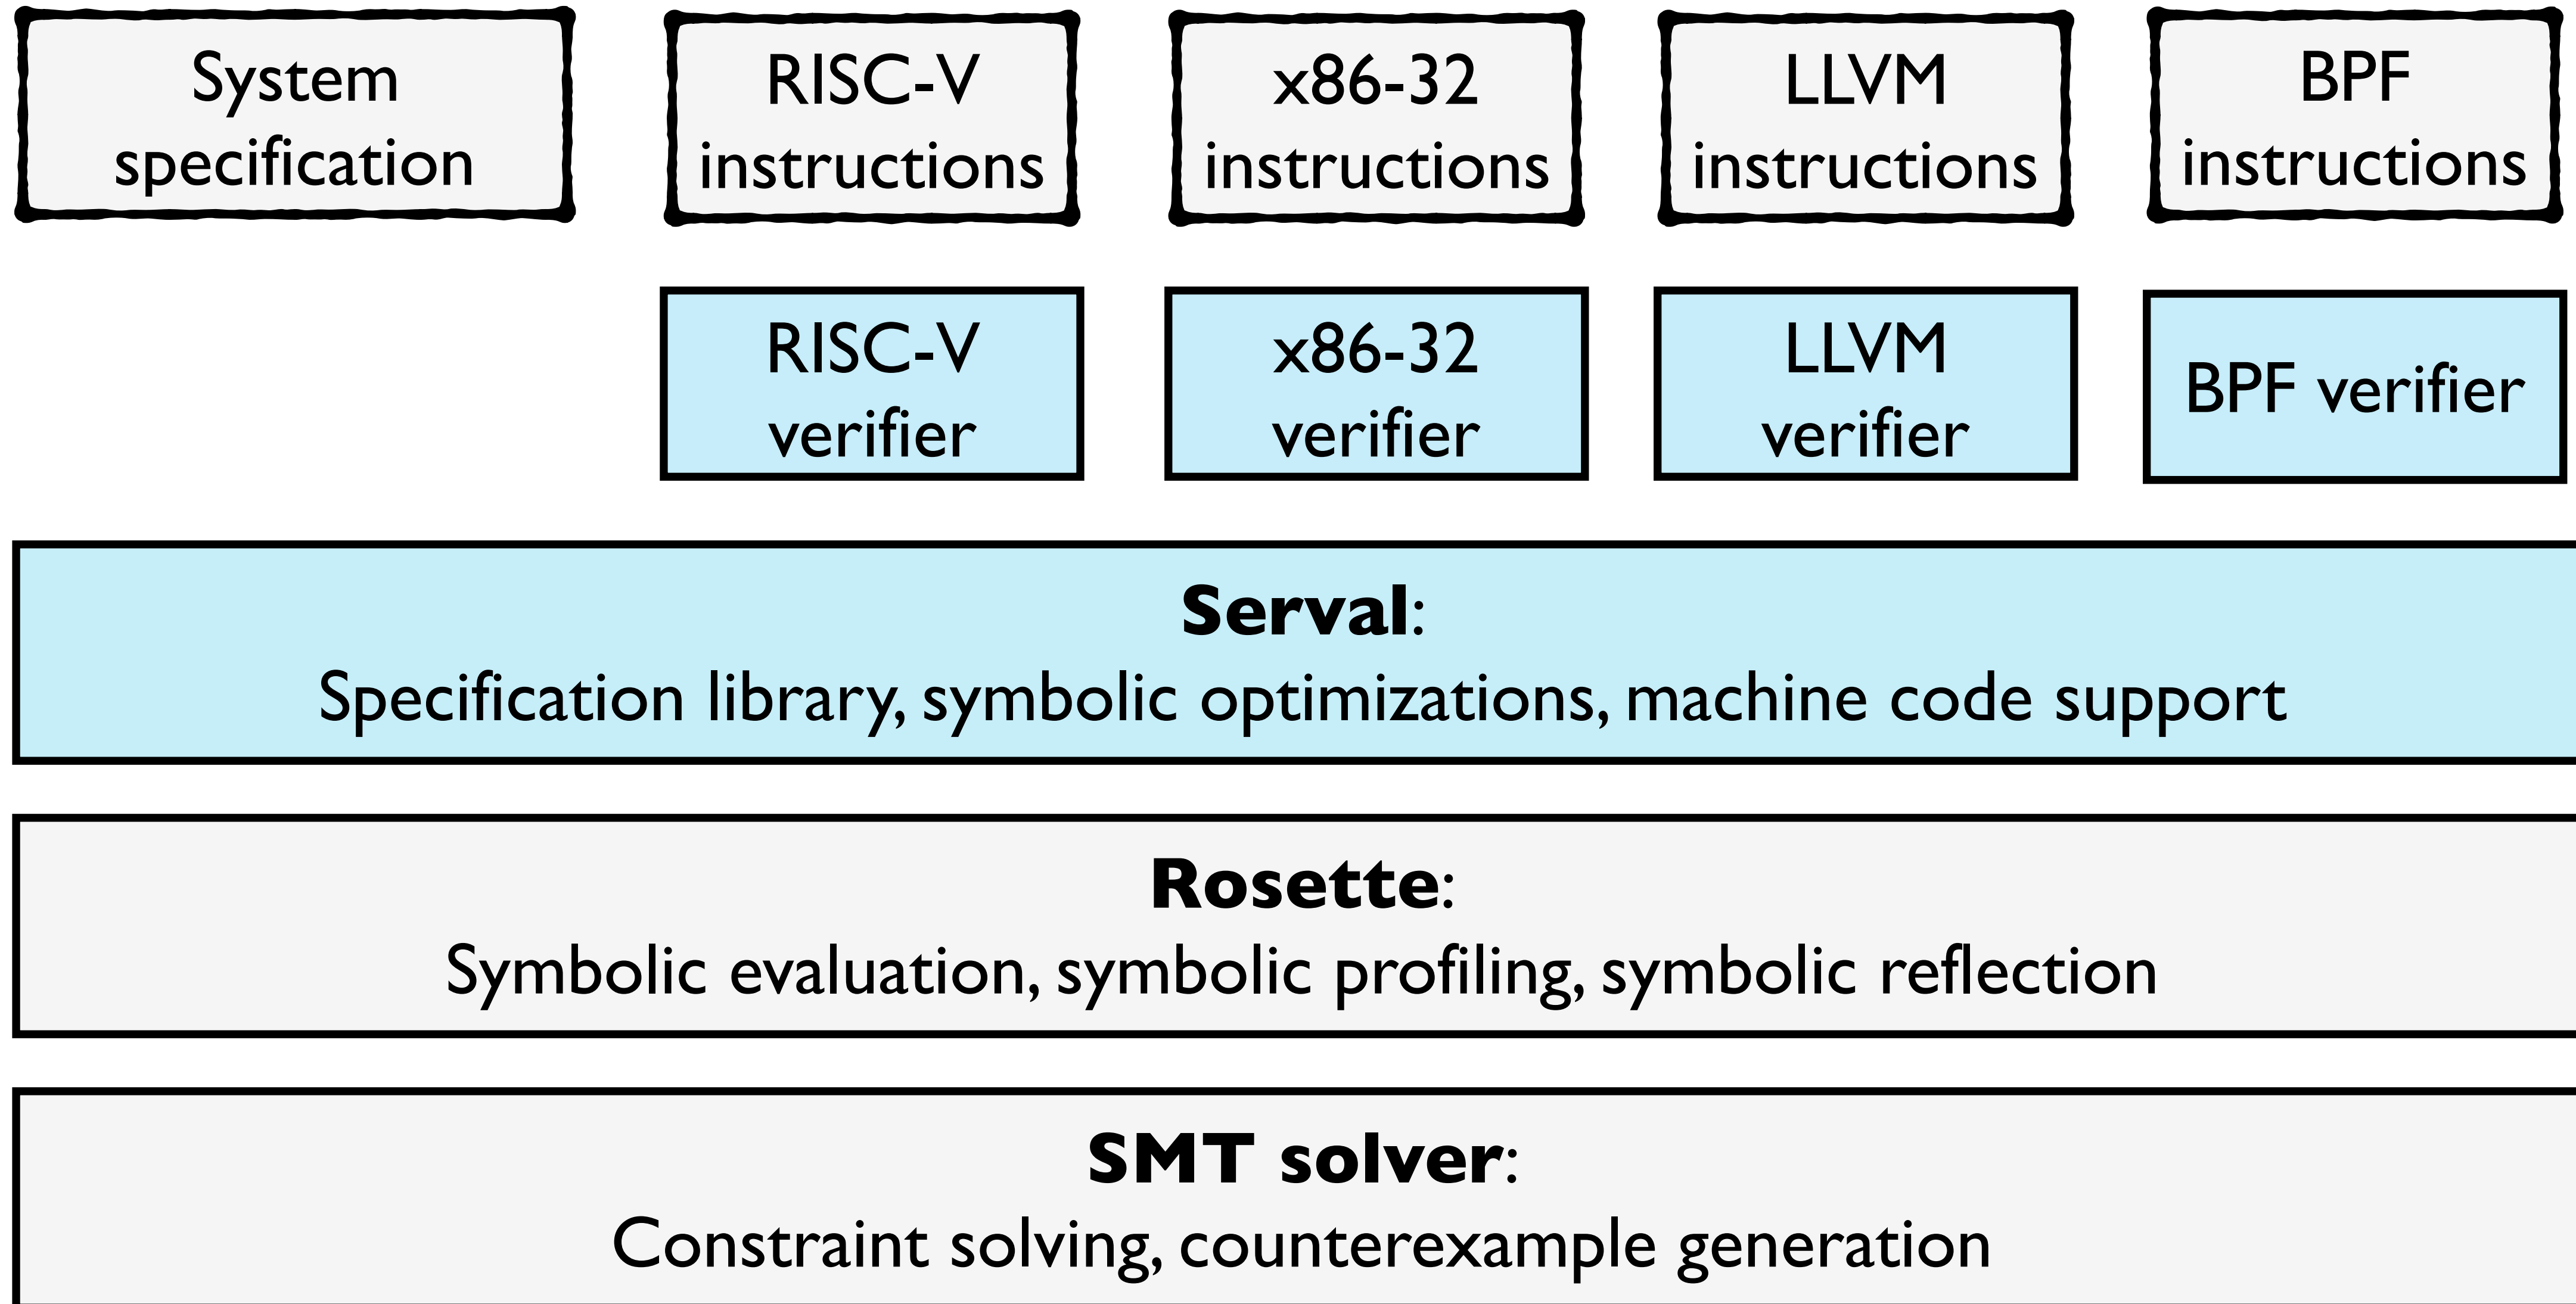 System
specification
RISC-V
instructions
x86-32
instructions
LLVM
instructions
BPF
instructions
RISC-V
verifier
x86-32
verifier
LLVM
verifier
BPF verifier
Serval:
Specification library, symbolic optimizations, machine code support
Rosette:
Symbolic evaluation, symbolic profiling, symbolic reflection
SMT solver:
Constraint solving, counterexample generation